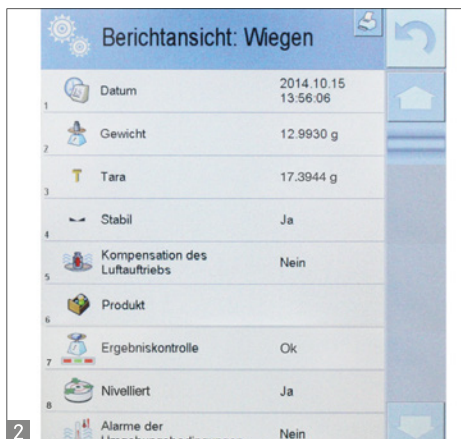 Berichtansicht: Wiegen
1 Datum 2014.10.15
13:56:06
2 Gewicht 12.9930 g
3 T Tara 17.3944 g
4 Stabil Ja
5 Kompensation des
Luftauftriebs Nein
6 Produkt
7 Ergebniskontrolle Ok
8 Nivelliert Ja
Alarme der
Nein
2